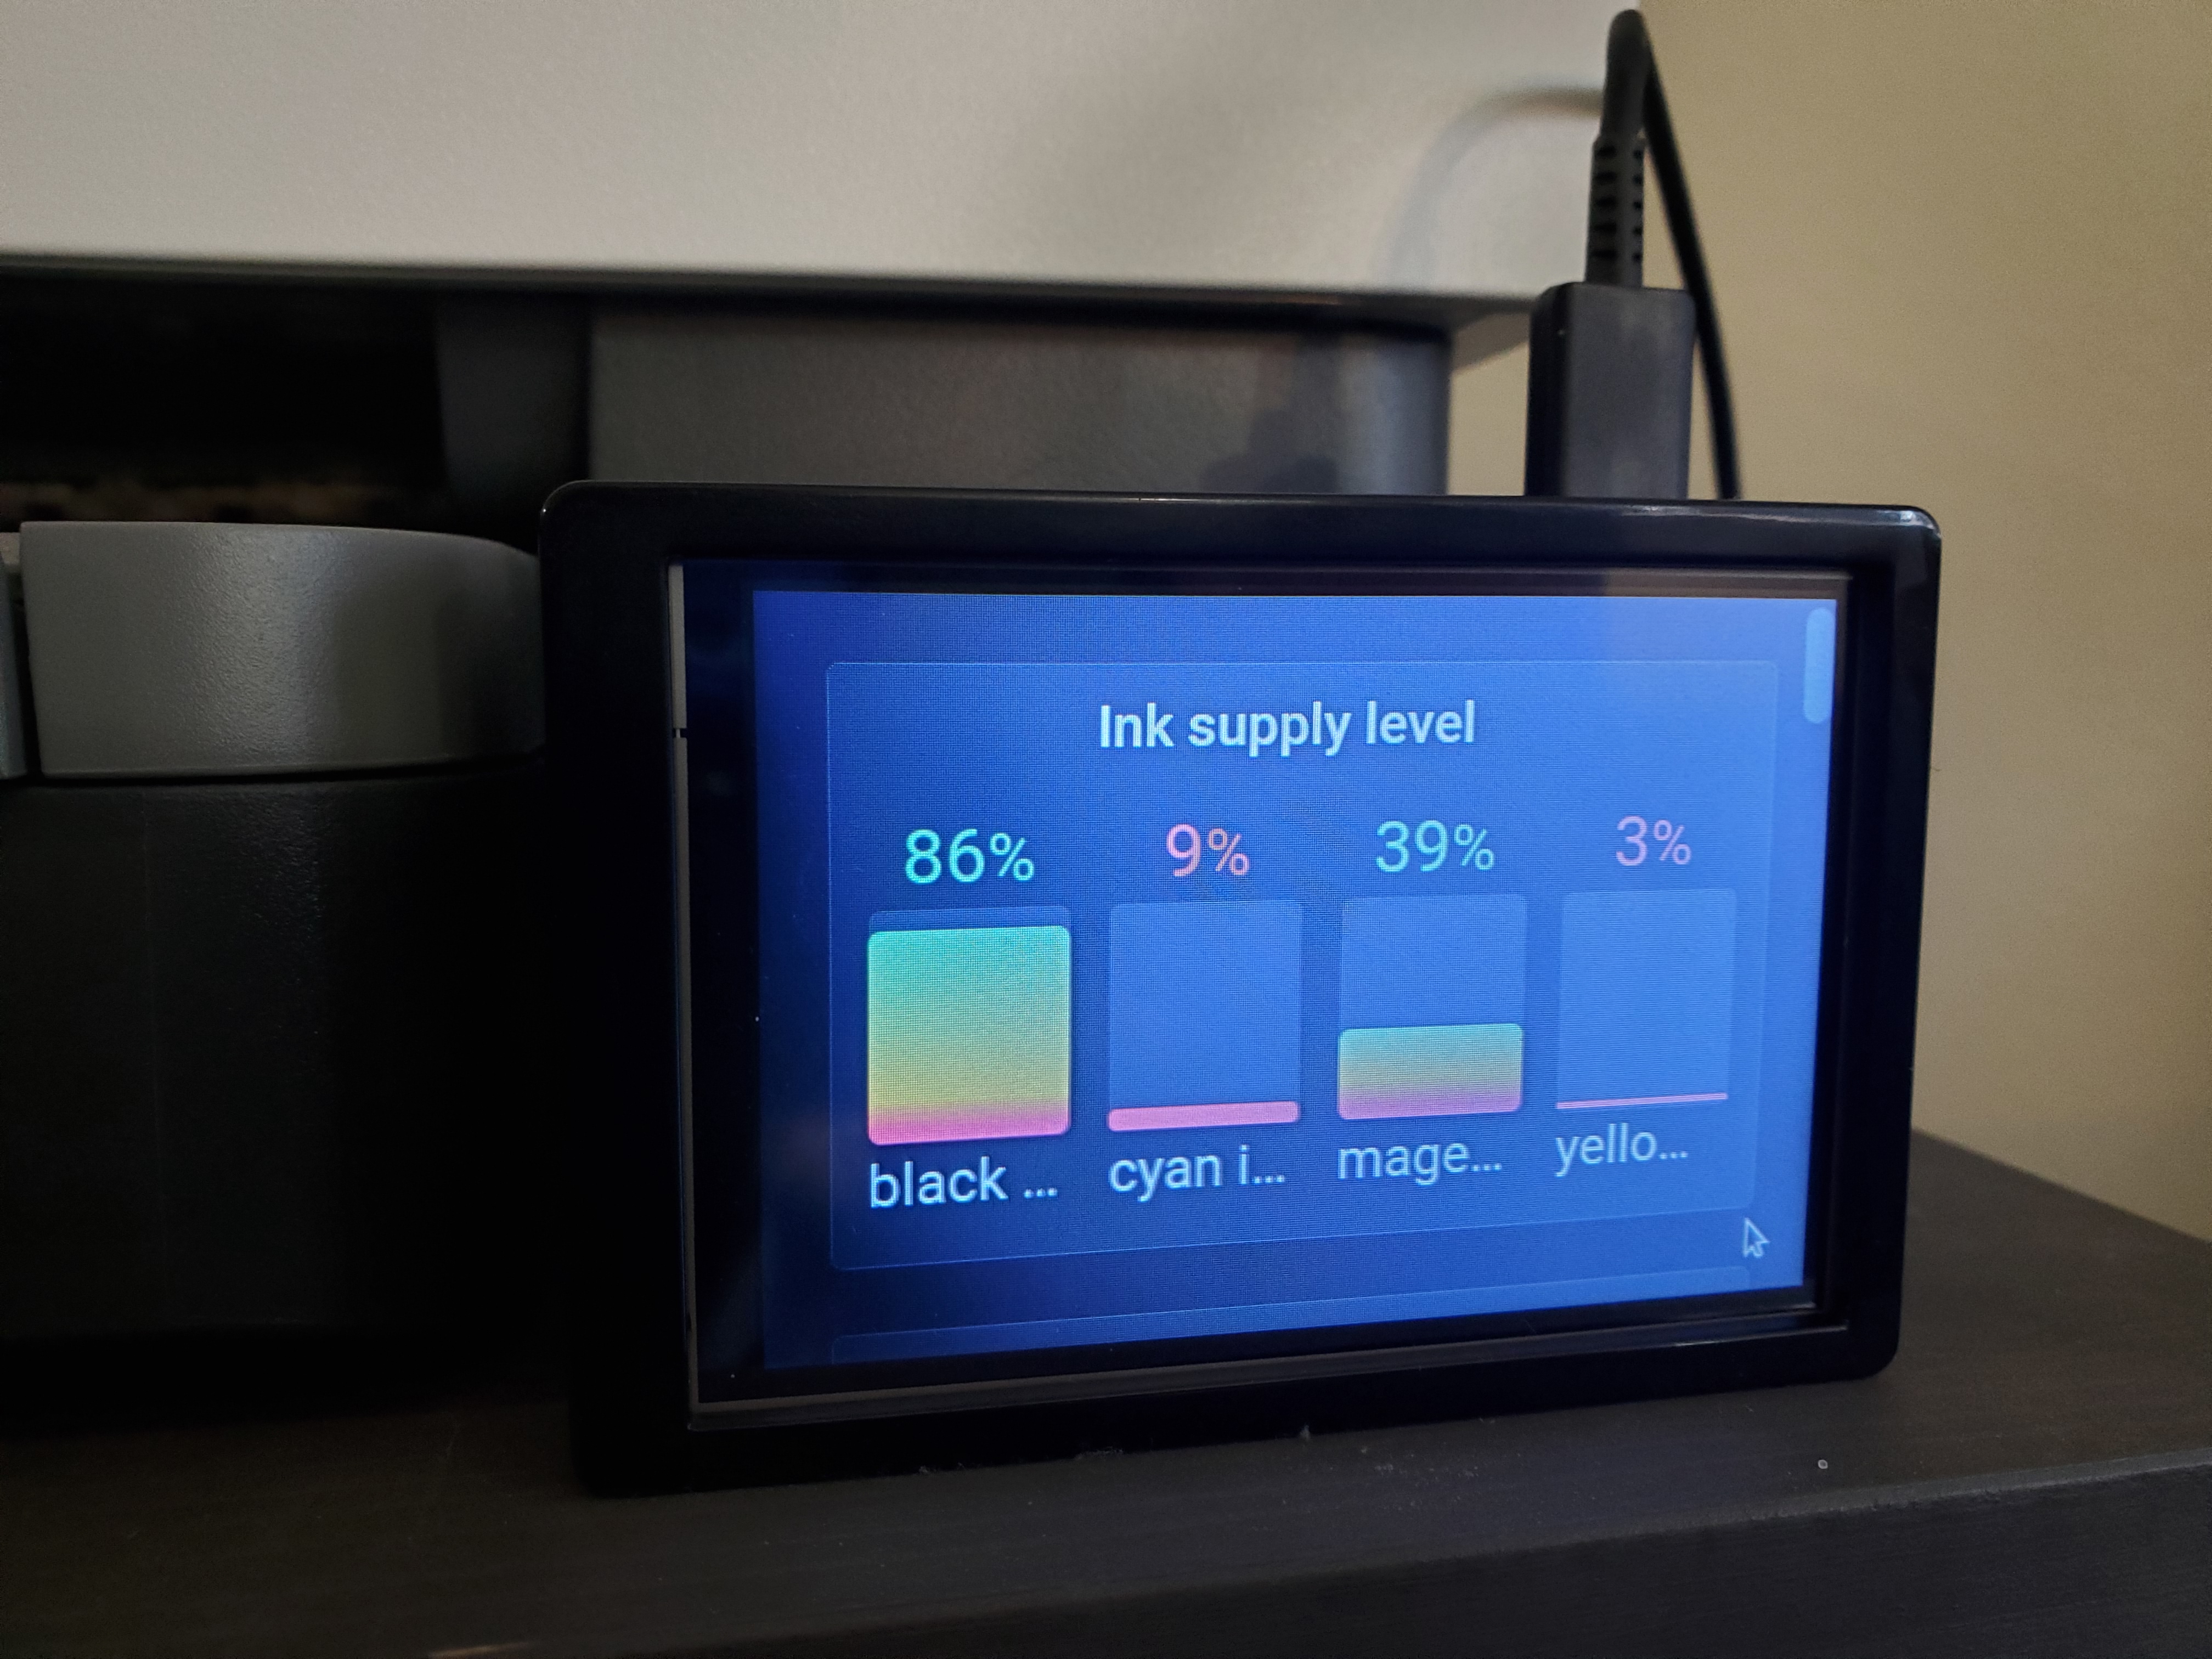 Ink supply level
86% 9% 39% 3%
black ... cyan i... mage... yello...